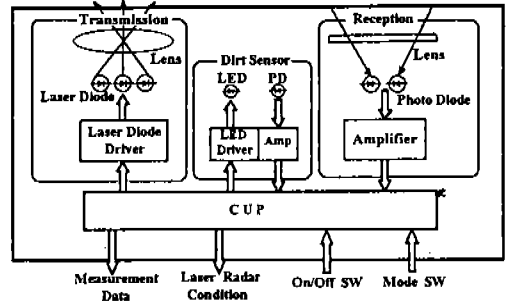 Transmission
Reception
Lens
Lens
Dirt Sensor
LED
PD
Laser Diode
Photo Diode
Laser Diode
Driver
LED
Driver
Amp
Amplifier
CUP
Measurement
Data
Laser Radar
Condition
On/Off SW
Mode SW